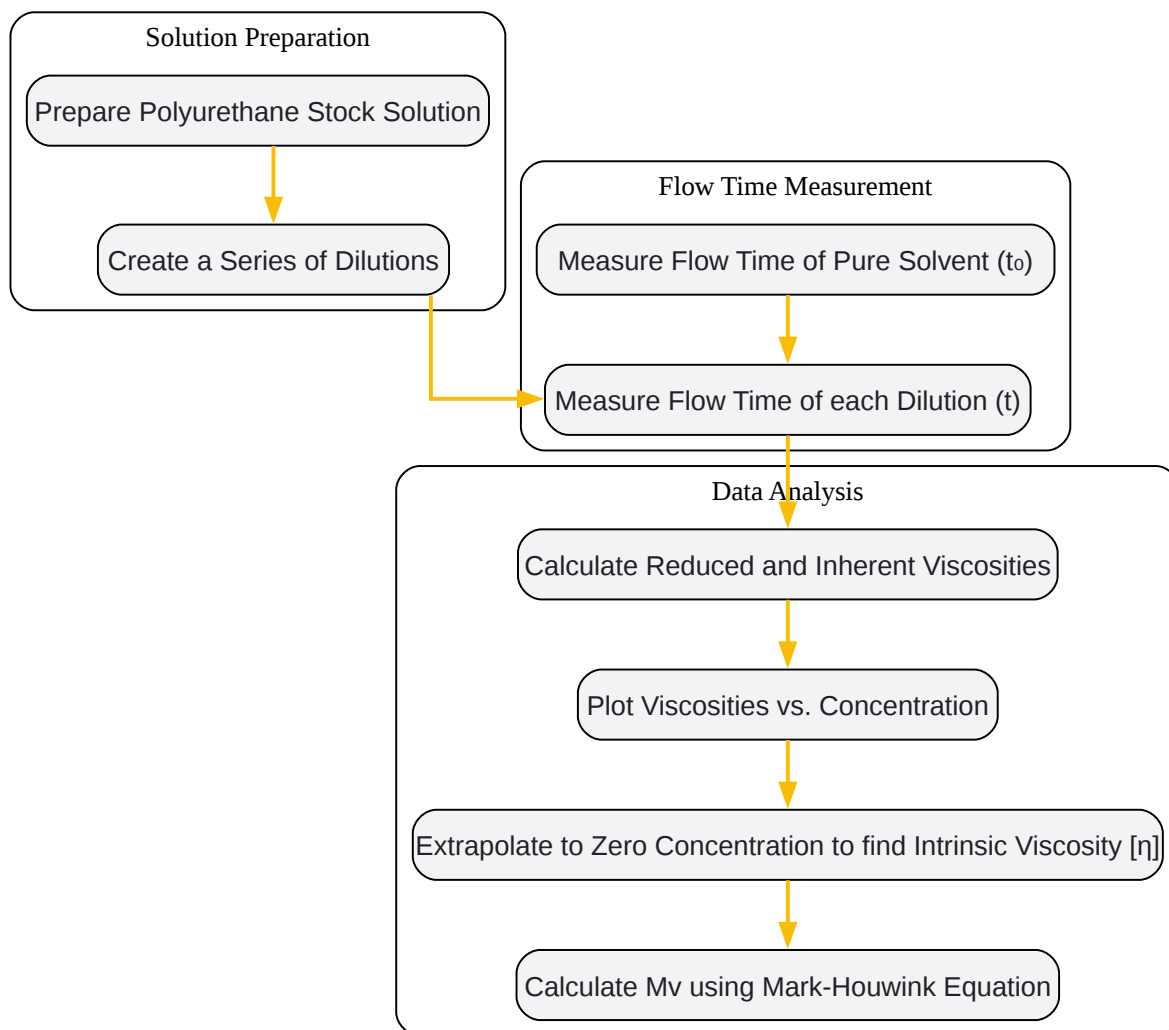 Solution Preparation
Prepare Polyurethane Stock Solution
Create a Series of Dilutions
Flow Time Measurement
Measure Flow Time of Pure Solvent (t₀)
Measure Flow Time of each Dilution (t)
Data Analysis
Calculate Reduced and Inherent Viscosities
Plot Viscosities vs. Concentration
Extrapolate to Zero Concentration to find Intrinsic Viscosity [η]
Calculate Mv using Mark-Houwink Equation